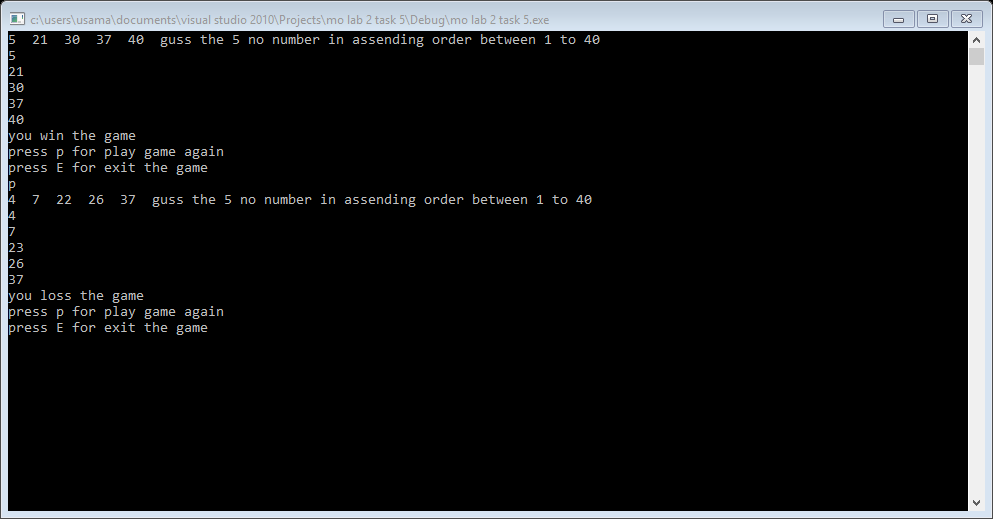 c:\users\usama\documents\visual studio 2010\Projects\mo lab 2 task 5\Debug\mo lab 2 task 5.exe
5  21  30  37  40  guss the 5 no number in assending order between 1 to 40
5
21
30
37
40
you win the game
press p for play game again
press E for exit the game
p
4  7  22  26  37  guss the 5 no number in assending order between 1 to 40
4
7
23
26
37
you loss the game
press p for play game again
press E for exit the game